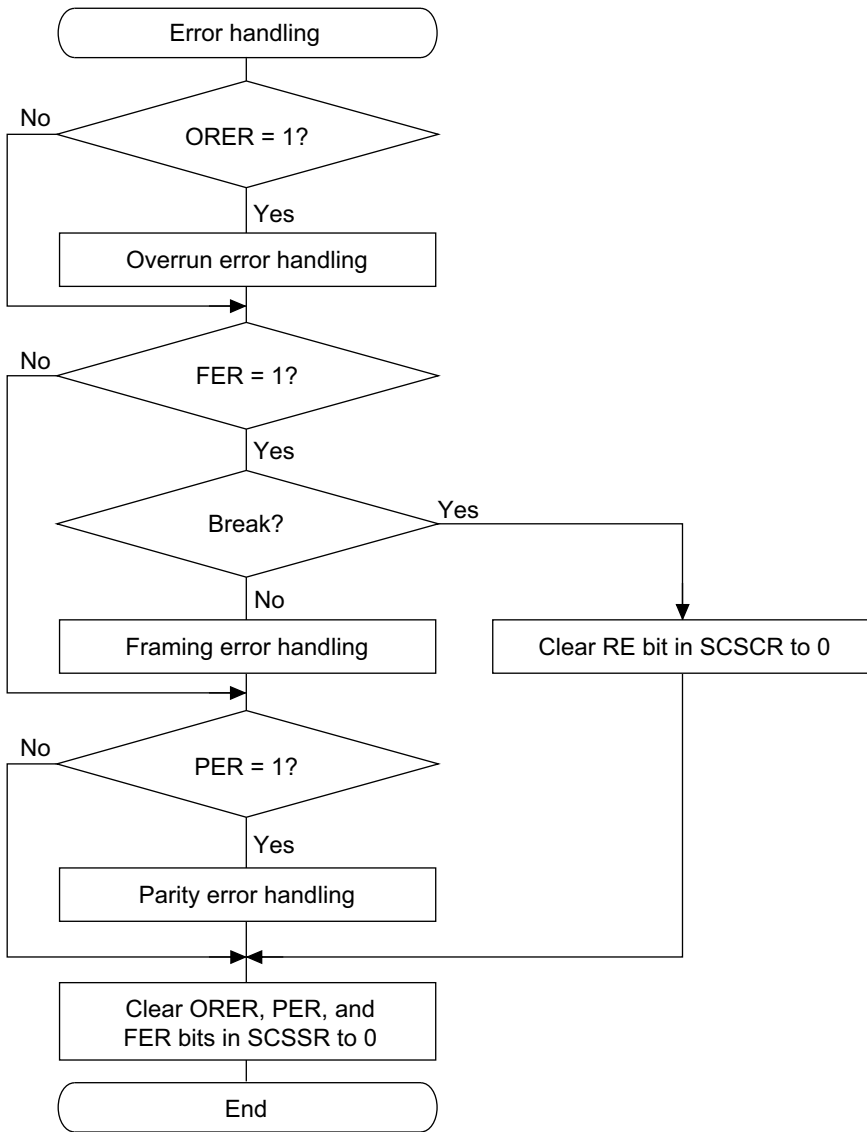 Error handling
No
ORER = 1?
Yes
Overrun error handling
No
FER = 1?
Yes
Break?
Yes
No
Framing error handling
Clear RE bit in SCSCR to 0
No
PER = 1?
Yes
Parity error handling
Clear ORER, PER, and
FER bits in SCSSR to 0
End